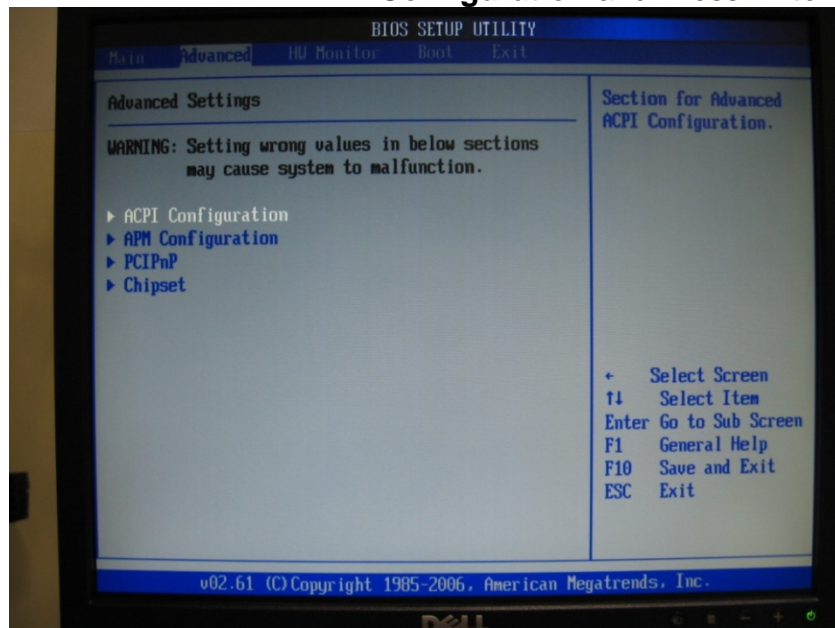 BIOS SETUP UTILITY
Main Advanced HW Monitor Boot Exit
Advanced Settings
WARNING: Setting wrong values in below sections
may cause system to malfunction.
▶ ACPI Configuration
▶ APM Configuration
▶ PCIPnP
▶ Chipset
Section for Advanced
ACPI Configuration.
← Select Screen
↑↓ Select Item
Enter Go to Sub Screen
F1 General Help
F10 Save and Exit
ESC Exit
v02.61 (C)Copyright 1985-2006, American Megatrends, Inc.
DELL